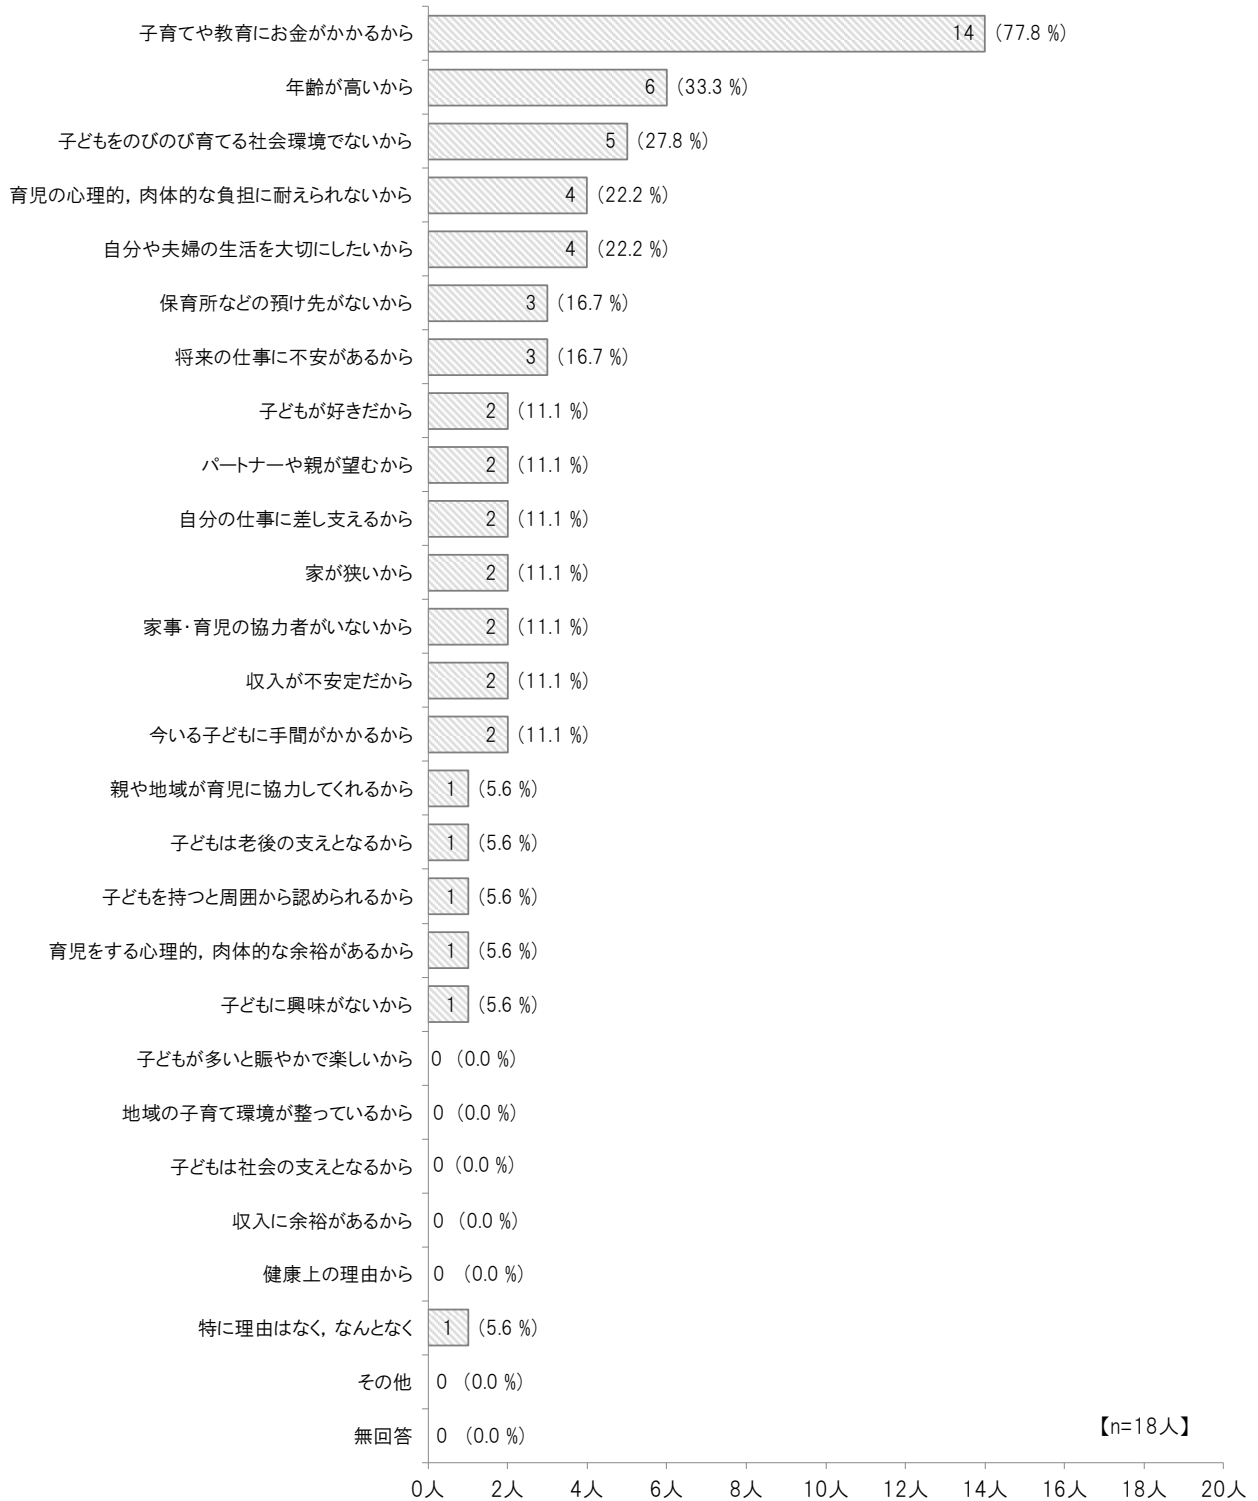 子育てや教育にお金がかかるから 14 (77.8 %)
年齢が高いから 6 (33.3 %)
子どもをのびのび育てる社会環境でないから 5 (27.8 %)
育児の心理的，肉体的な負担に耐えられないから 4 (22.2 %)
自分や夫婦の生活を大切にしたいから 4 (22.2 %)
保育所などの預け先がないから 3 (16.7 %)
将来の仕事に不安があるから 3 (16.7 %)
子どもが好きだから 2 (11.1 %)
パートナーや親が望むから 2 (11.1 %)
自分の仕事に差し支えるから 2 (11.1 %)
家が狭いから 2 (11.1 %)
家事・育児の協力者がいないから 2 (11.1 %)
収入が不安定だから 2 (11.1 %)
今いる子どもに手間がかかるから 2 (11.1 %)
親や地域が育児に協力してくれるから 1 (5.6 %)
子どもは老後の支えとなるから 1 (5.6 %)
子どもを持つと周囲から認められるから 1 (5.6 %)
育児をする心理的，肉体的な余裕があるから 1 (5.6 %)
子どもに興味がないから 1 (5.6 %)
子どもが多いと賑やかで楽しいから 0 (0.0 %)
地域の子育て環境が整っているから 0 (0.0 %)
子どもは社会の支えとなるから 0 (0.0 %)
収入に余裕があるから 0 (0.0 %)
健康上の理由から 0 (0.0 %)
特に理由はなく，なんとなく 1 (5.6 %)
その他 0 (0.0 %)
無回答 0 (0.0 %)
【n=18人】
0人 2人 4人 6人 8人 10人 12人 14人 16人 18人 20人